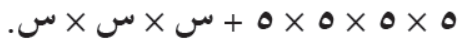 ٥ × ٥ × ٥ × ٥ + س × س × س.